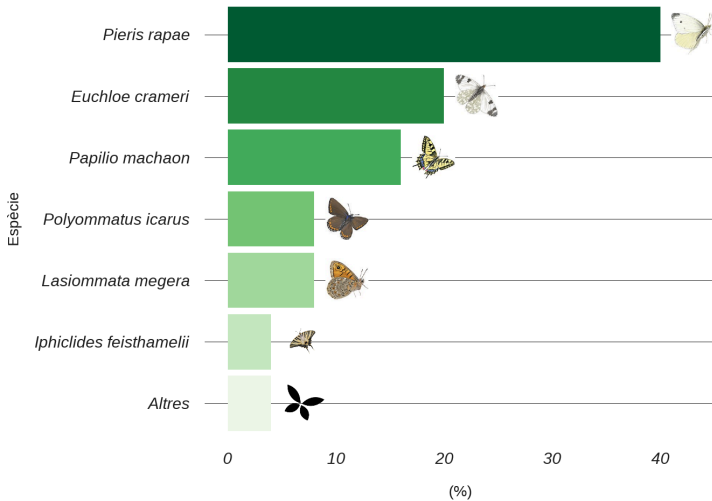 Pieris rapae
Euchloe crameri
Papilio machaon
Polyommatus icarus
Lasiommata megera
Iphiclides feisthamelii
Altres
Espècie
0 10 20 30 40
(%)